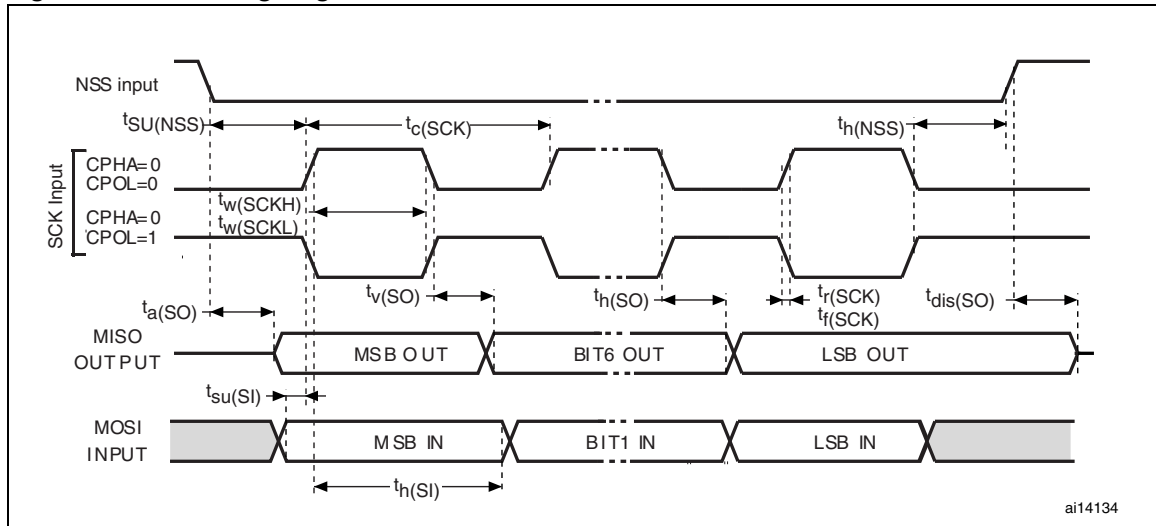 NSS input
tSU(NSS)
tc(SCK)
th(NSS)
SCK Input
CPHA=0
CPOL=0
CPHA=0
CPOL=1
tw(SCKH)
tw(SCKL)
ta(SO)
tv(SO)
th(SO)
tr(SCK)
tf(SCK)
tdis(SO)
MISO
OUTPUT
MSB OUT
BIT6 OUT
LSB OUT
tsu(SI)
MOSI
INPUT
MSB IN
BIT1 IN
LSB IN
th(SI)
ai14134